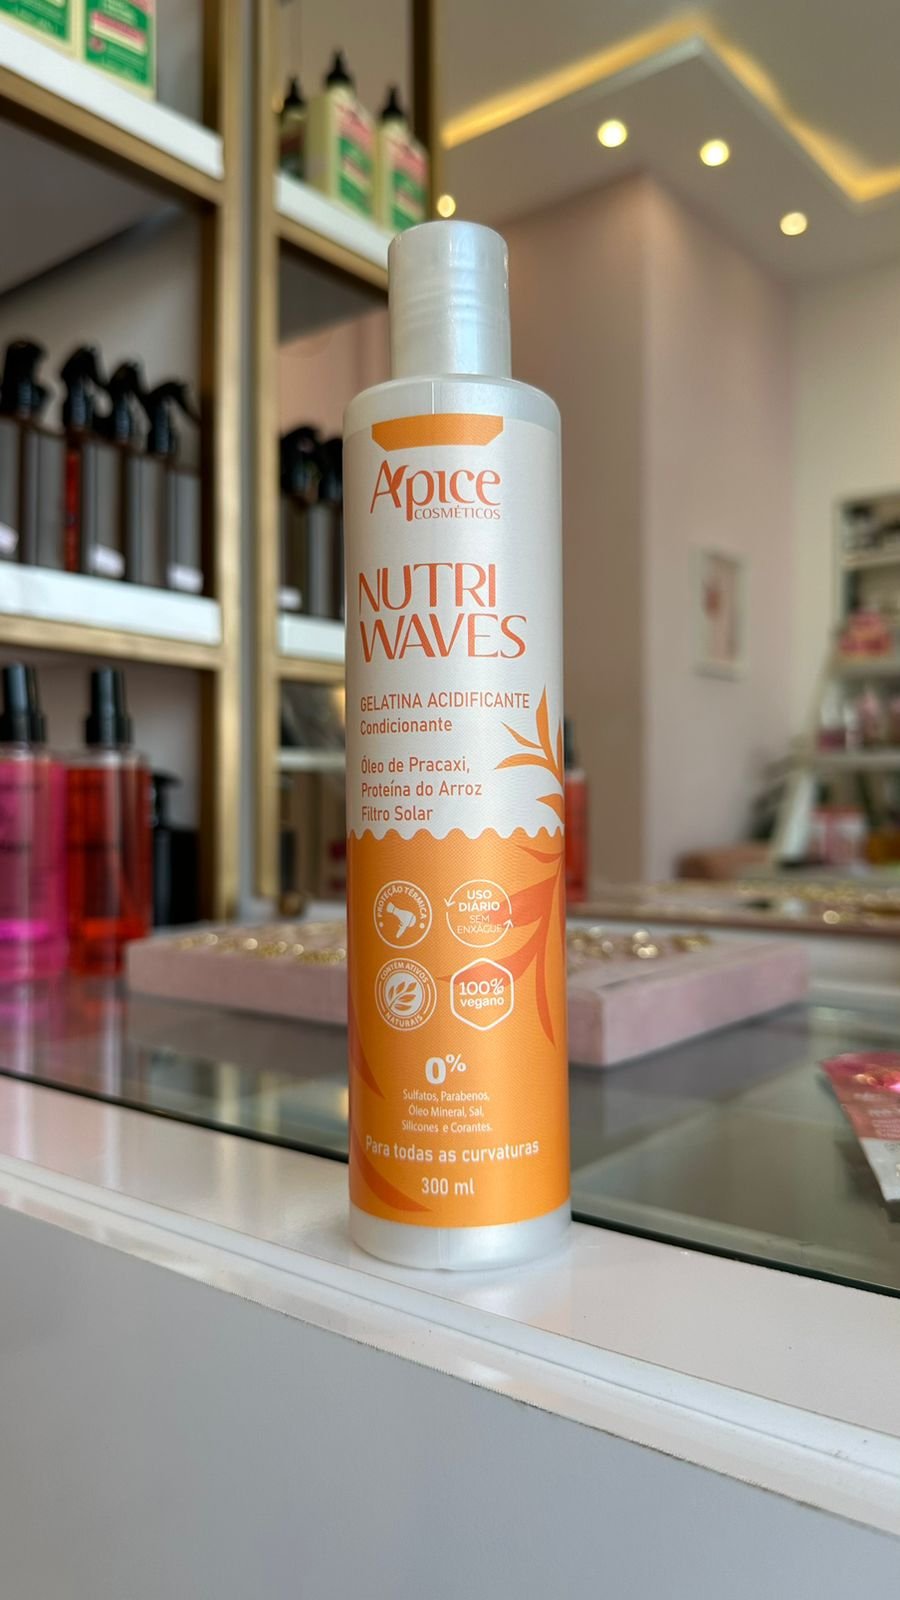 Apice
COSMÉTICOS
NUTRI
WAVES
GELATINA ACIDIFICANTE
Condicionante
Óleo de Pracaxi,
Proteína do Arroz
Filtro Solar
PROTEÇÃO TÉRMICA
USO
DIÁRIO
SEM
ENXÁGUE
CONTÉM ATIVOS
NATURAIS
100%
vegano
0%
Sulfatos, Parabenos,
Óleo Mineral, Sal,
Silicones e Corantes.
Para todas as curvaturas
300 ml